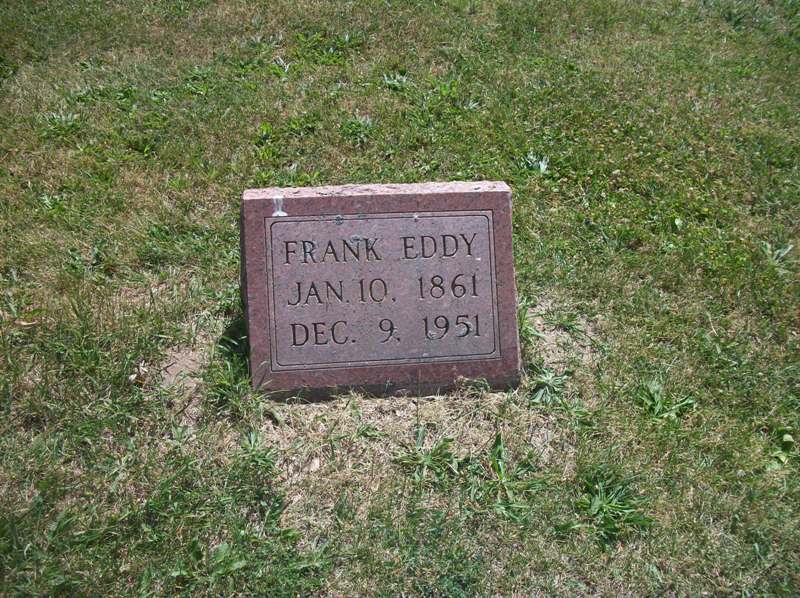 FRANK EDDY
JAN. 10. 1861
DEC. 9. 1951